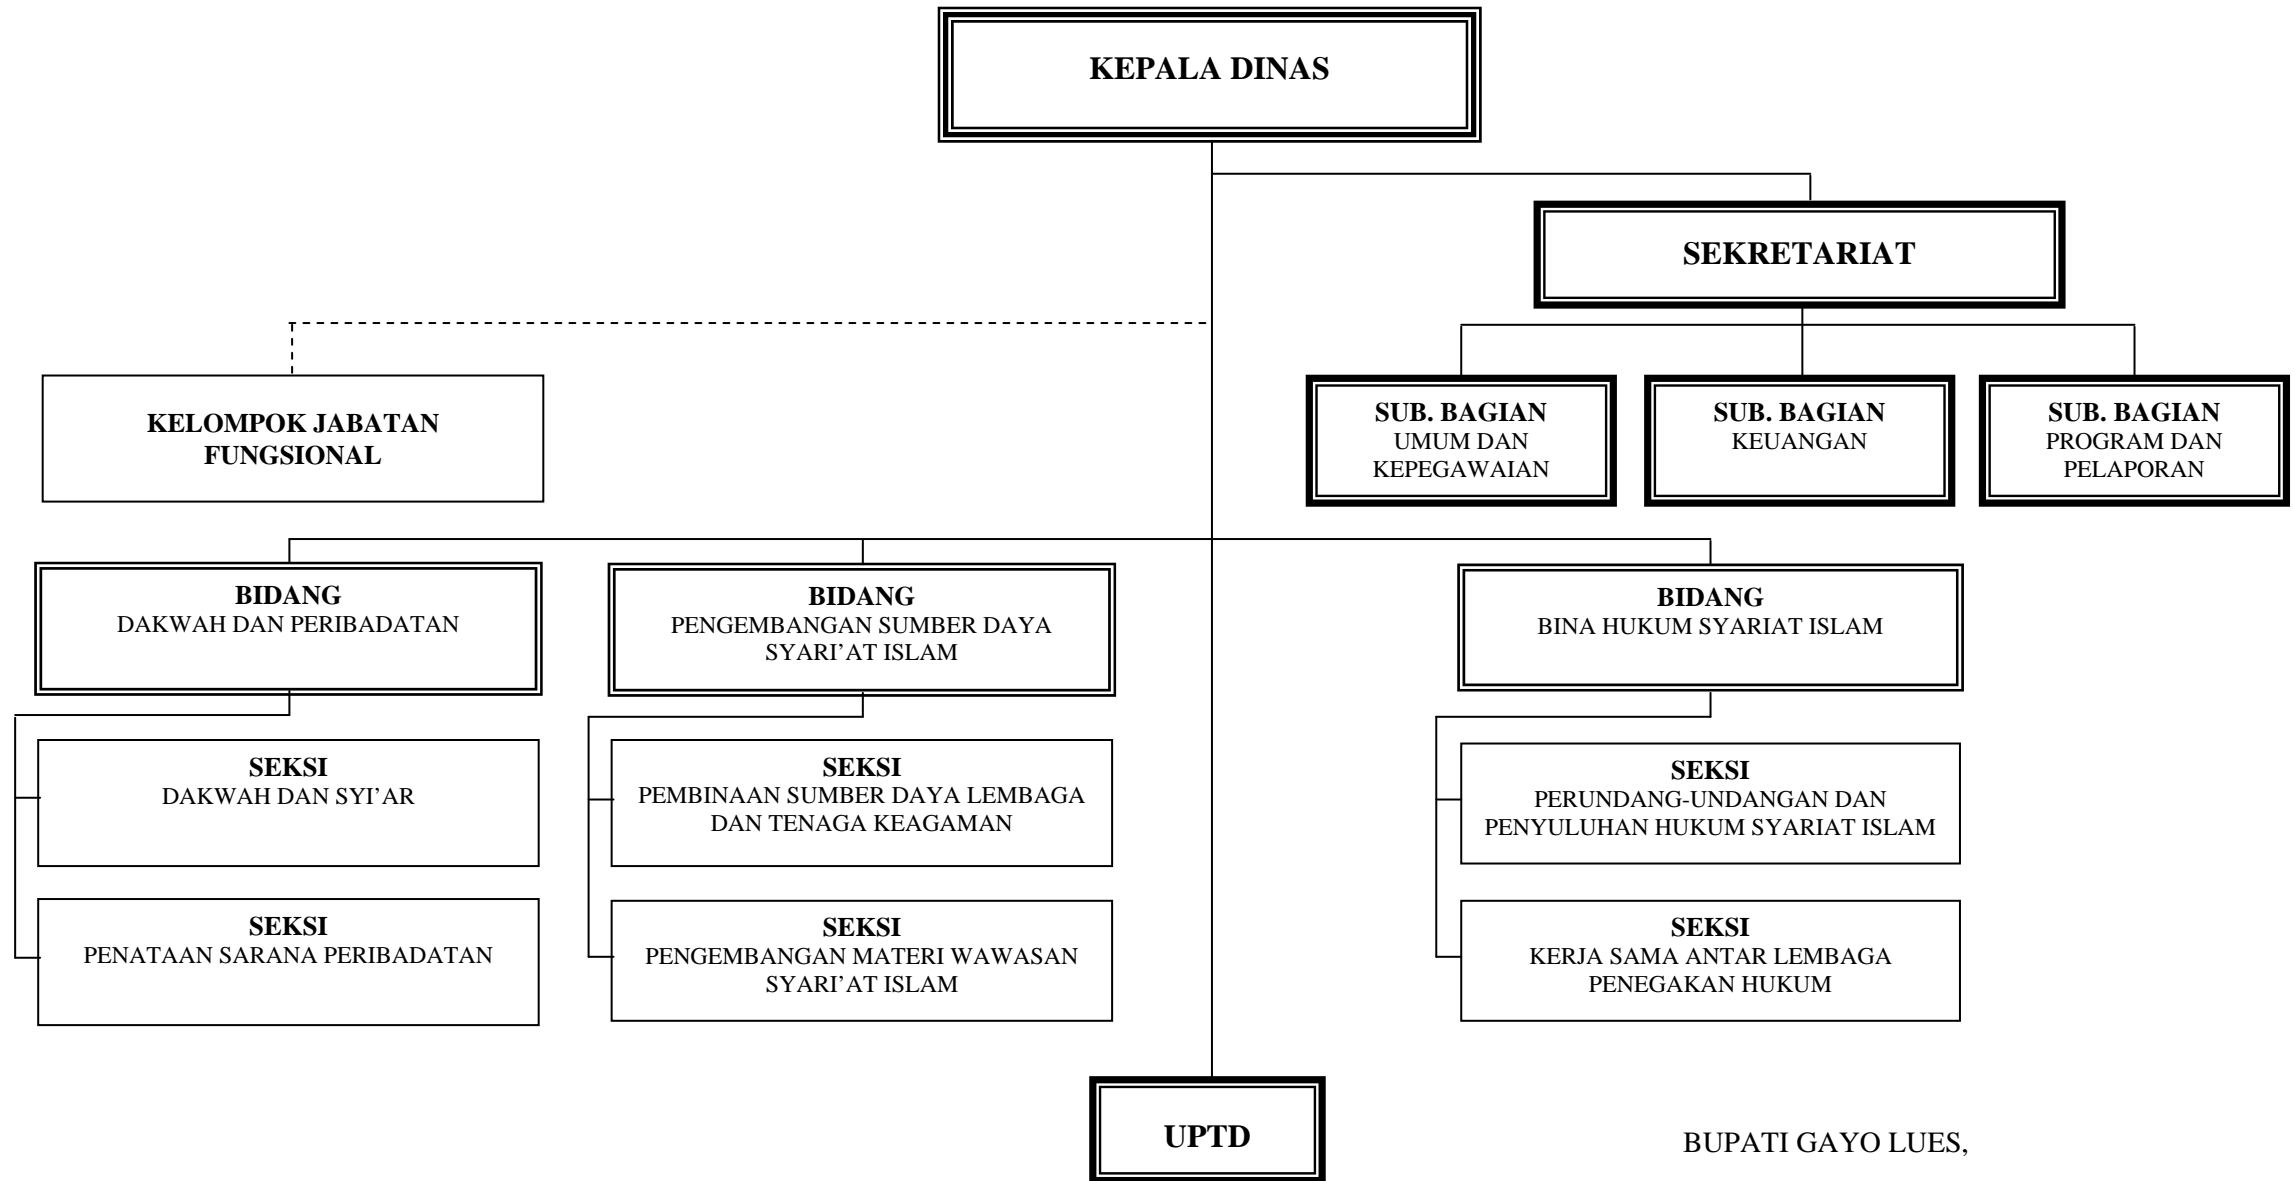 KEPALA DINAS
SEKRETARIAT
KELOMPOK JABATAN
FUNGSIONAL
SUB. BAGIAN
UMUM DAN
KEPEGAWAIAN
SUB. BAGIAN
KEUANGAN
SUB. BAGIAN
PROGRAM DAN
PELAPORAN
BIDANG
DAKWAH DAN PERIBADATAN
BIDANG
PENGEMBANGAN SUMBER DAYA
SYARI’AT ISLAM
BIDANG
BINA HUKUM SYARIAT ISLAM
SEKSI
DAKWAH DAN SYI’AR
SEKSI
PEMBINAAN SUMBER DAYA LEMBAGA
DAN TENAGA KEAGAMAN
SEKSI
PERUNDANG-UNDANGAN DAN
PENYULUHAN HUKUM SYARIAT ISLAM
SEKSI
PENATAAN SARANA PERIBADATAN
SEKSI
PENGEMBANGAN MATERI WAWASAN
SYARI’AT ISLAM
SEKSI
KERJA SAMA ANTAR LEMBAGA
PENEGAKAN HUKUM
UPTD
BUPATI GAYO LUES,